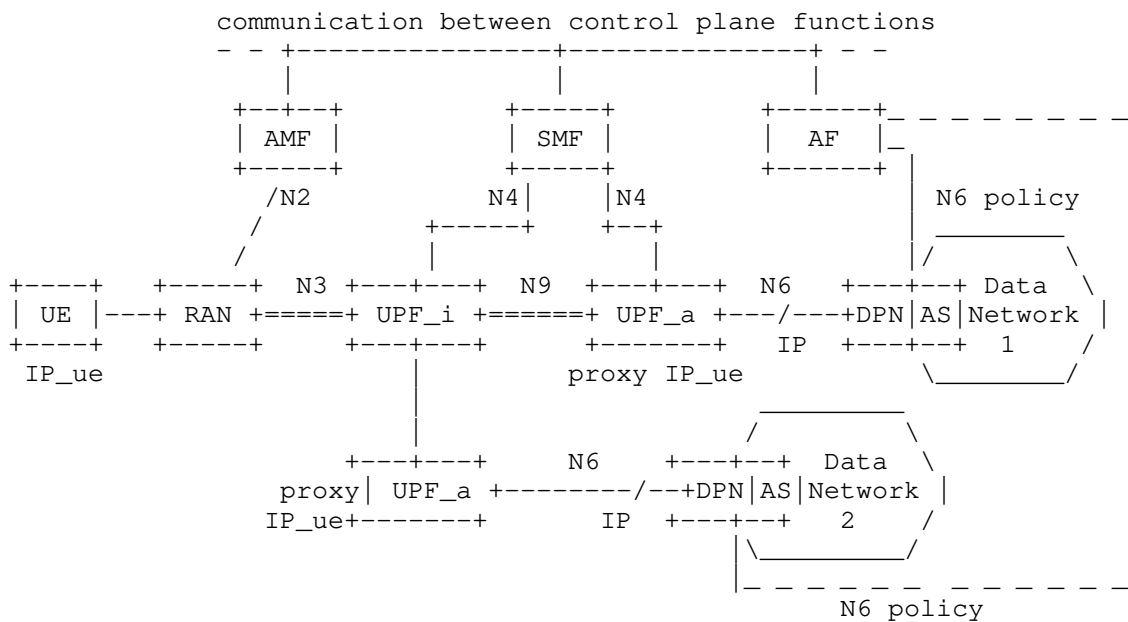 communication between control plane functions
AMF SMF AF
/N2 N4 N4 N6 policy
N3 N9 N6 Data
UE RAN UPF_i UPF_a DPN AS Network
IP 1
IP_ue proxy IP_ue
N6 Data
proxy UPF_a DPN AS Network
IP_ue IP 2
N6 policy